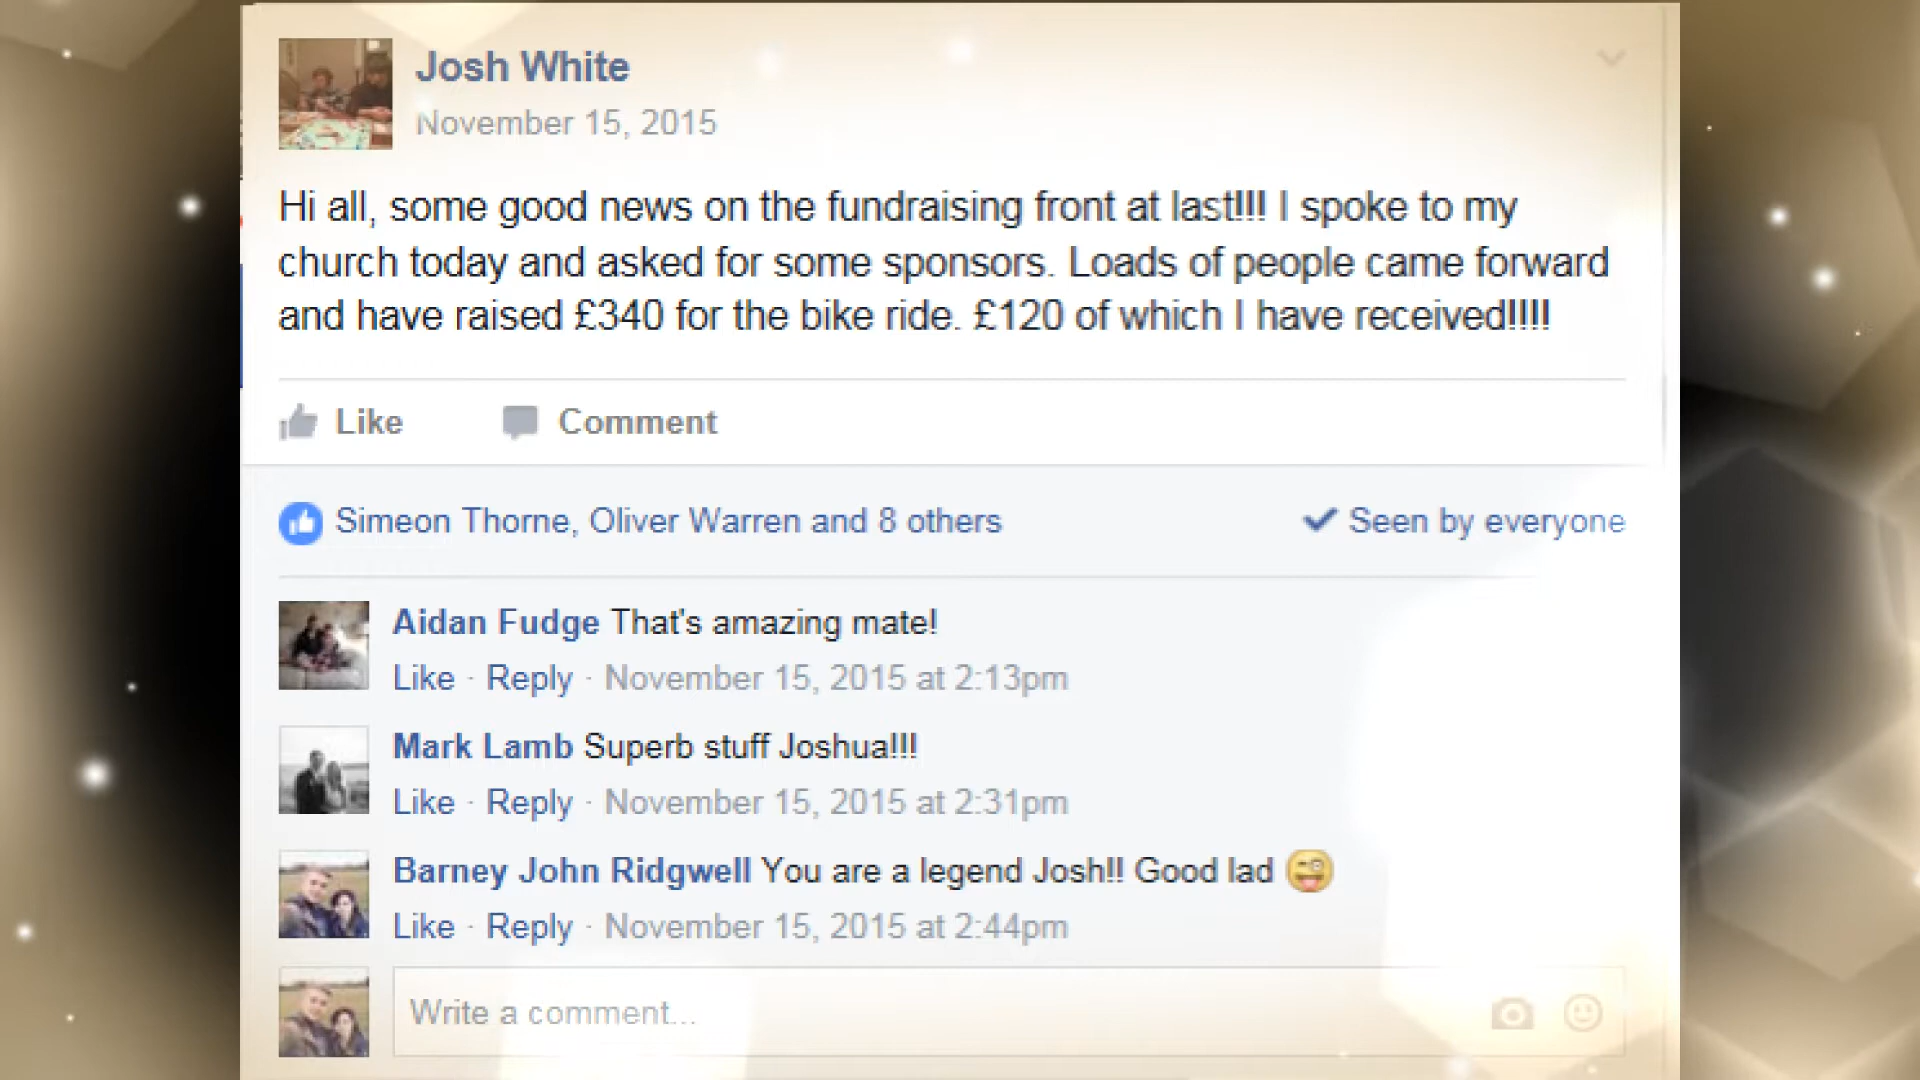 Josh White
November 15, 2015
Hi all, some good news on the fundraising front at last!!! I spoke to my
church today and asked for some sponsors. Loads of people came forward
and have raised £340 for the bike ride. £120 of which I have received!!!!
Like Comment
Simeon Thorne, Oliver Warren and 8 others Seen by everyone
Aidan Fudge That's amazing mate!
Like · Reply · November 15, 2015 at 2:13pm
Mark Lamb Superb stuff Joshua!!!
Like · Reply · November 15, 2015 at 2:31pm
Barney John Ridgwell You are a legend Josh!! Good lad 😜
Like · Reply · November 15, 2015 at 2:44pm
Write a comment...